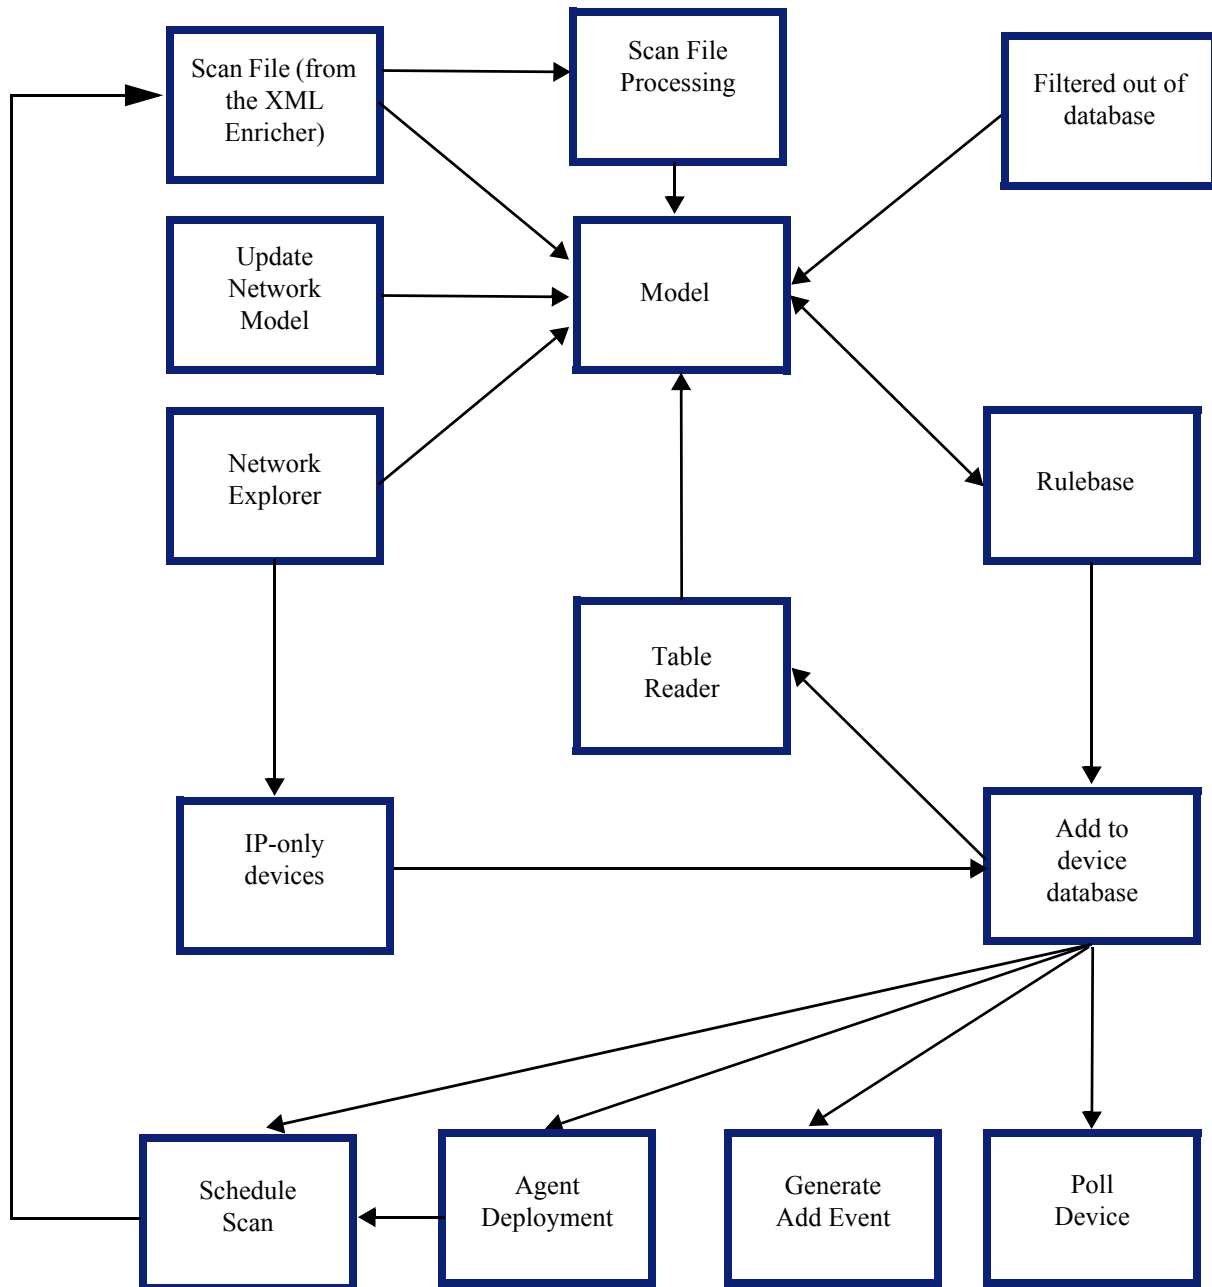 Scan File (from
the XML
Enricher)
Scan File
Processing
Filtered out of
database
Update
Network
Model
Model
Network
Explorer
Rulebase
Table
Reader
IP-only
devices
Add to
device
database
Schedule
Scan
Agent
Deployment
Generate
Add Event
Poll
Device